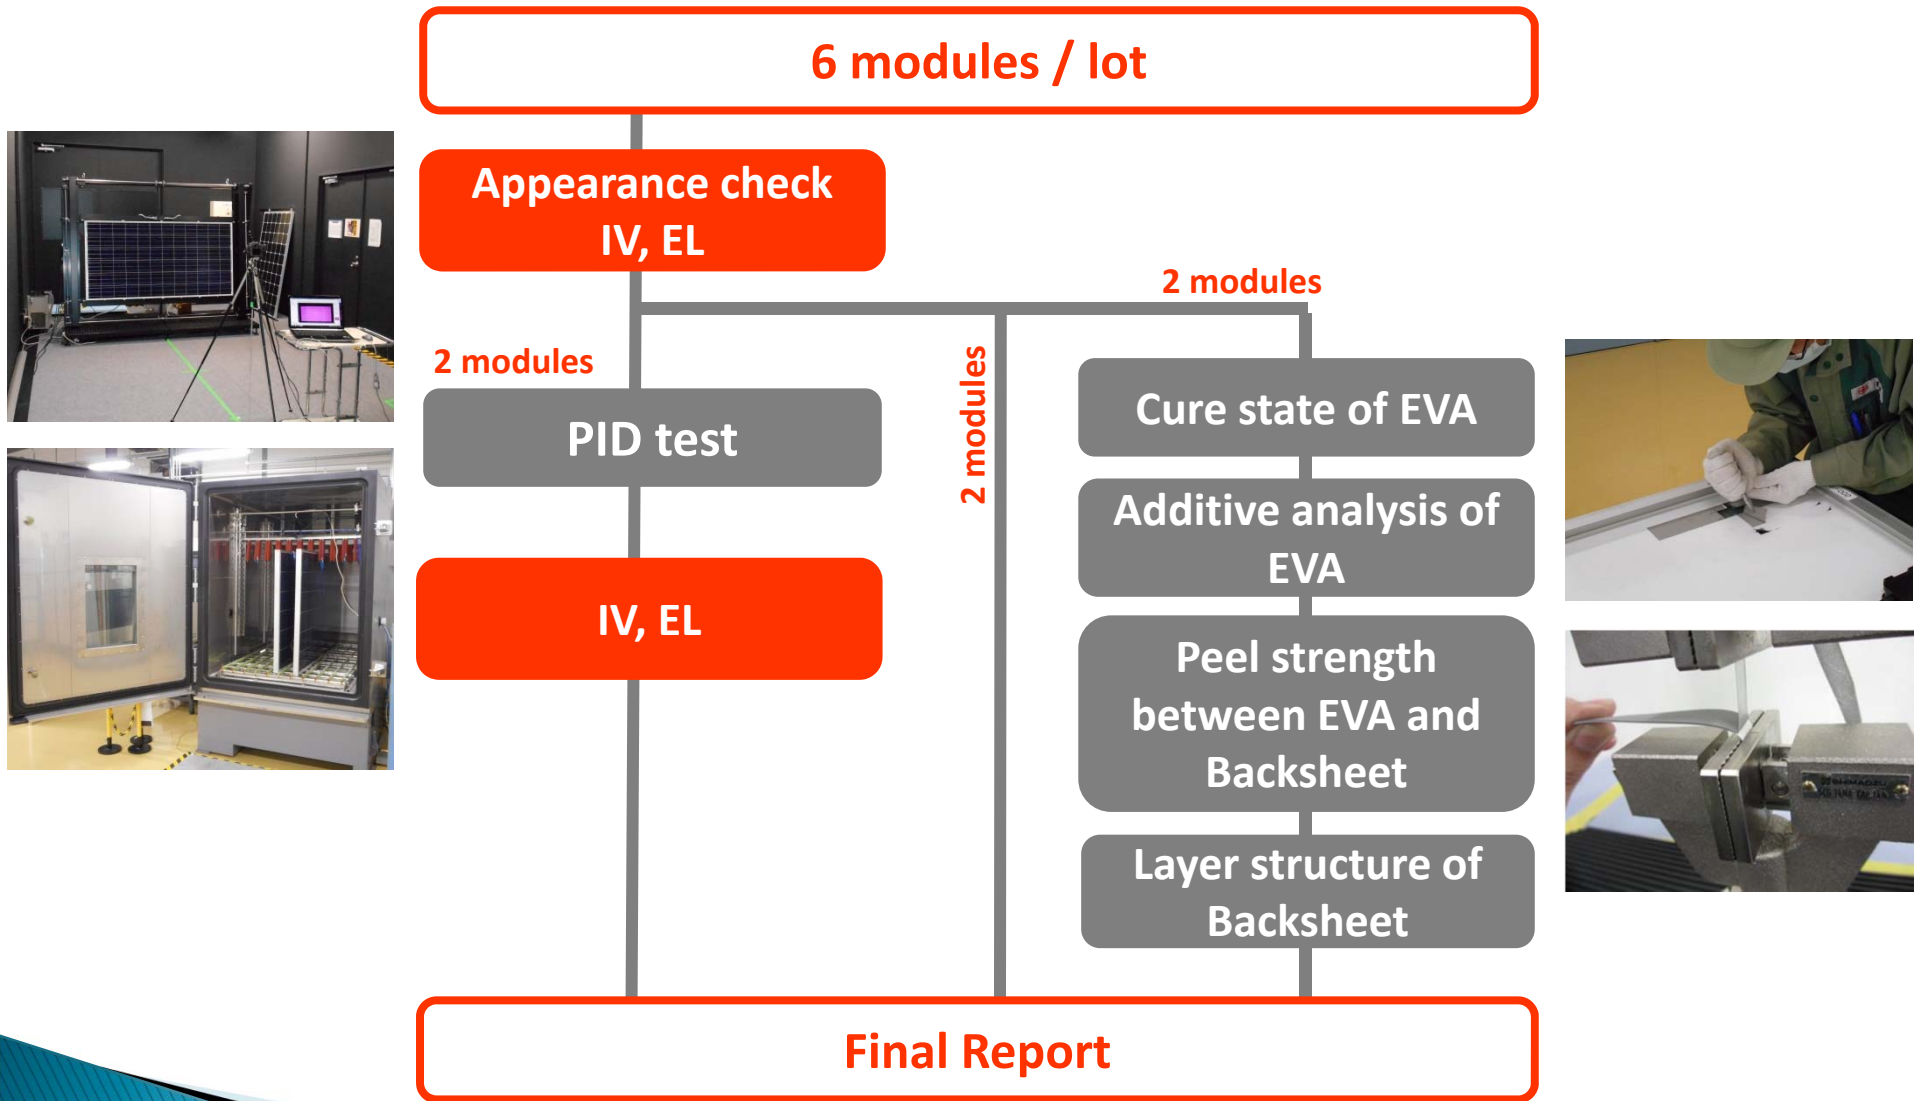 6 modules / lot
Appearance check
IV, EL
2 modules
2 modules
2 modules
PID test
IV, EL
Cure state of EVA
Additive analysis of
EVA
Peel strength
between EVA and
Backsheet
Layer structure of
Backsheet
SHIMADZU
Final Report